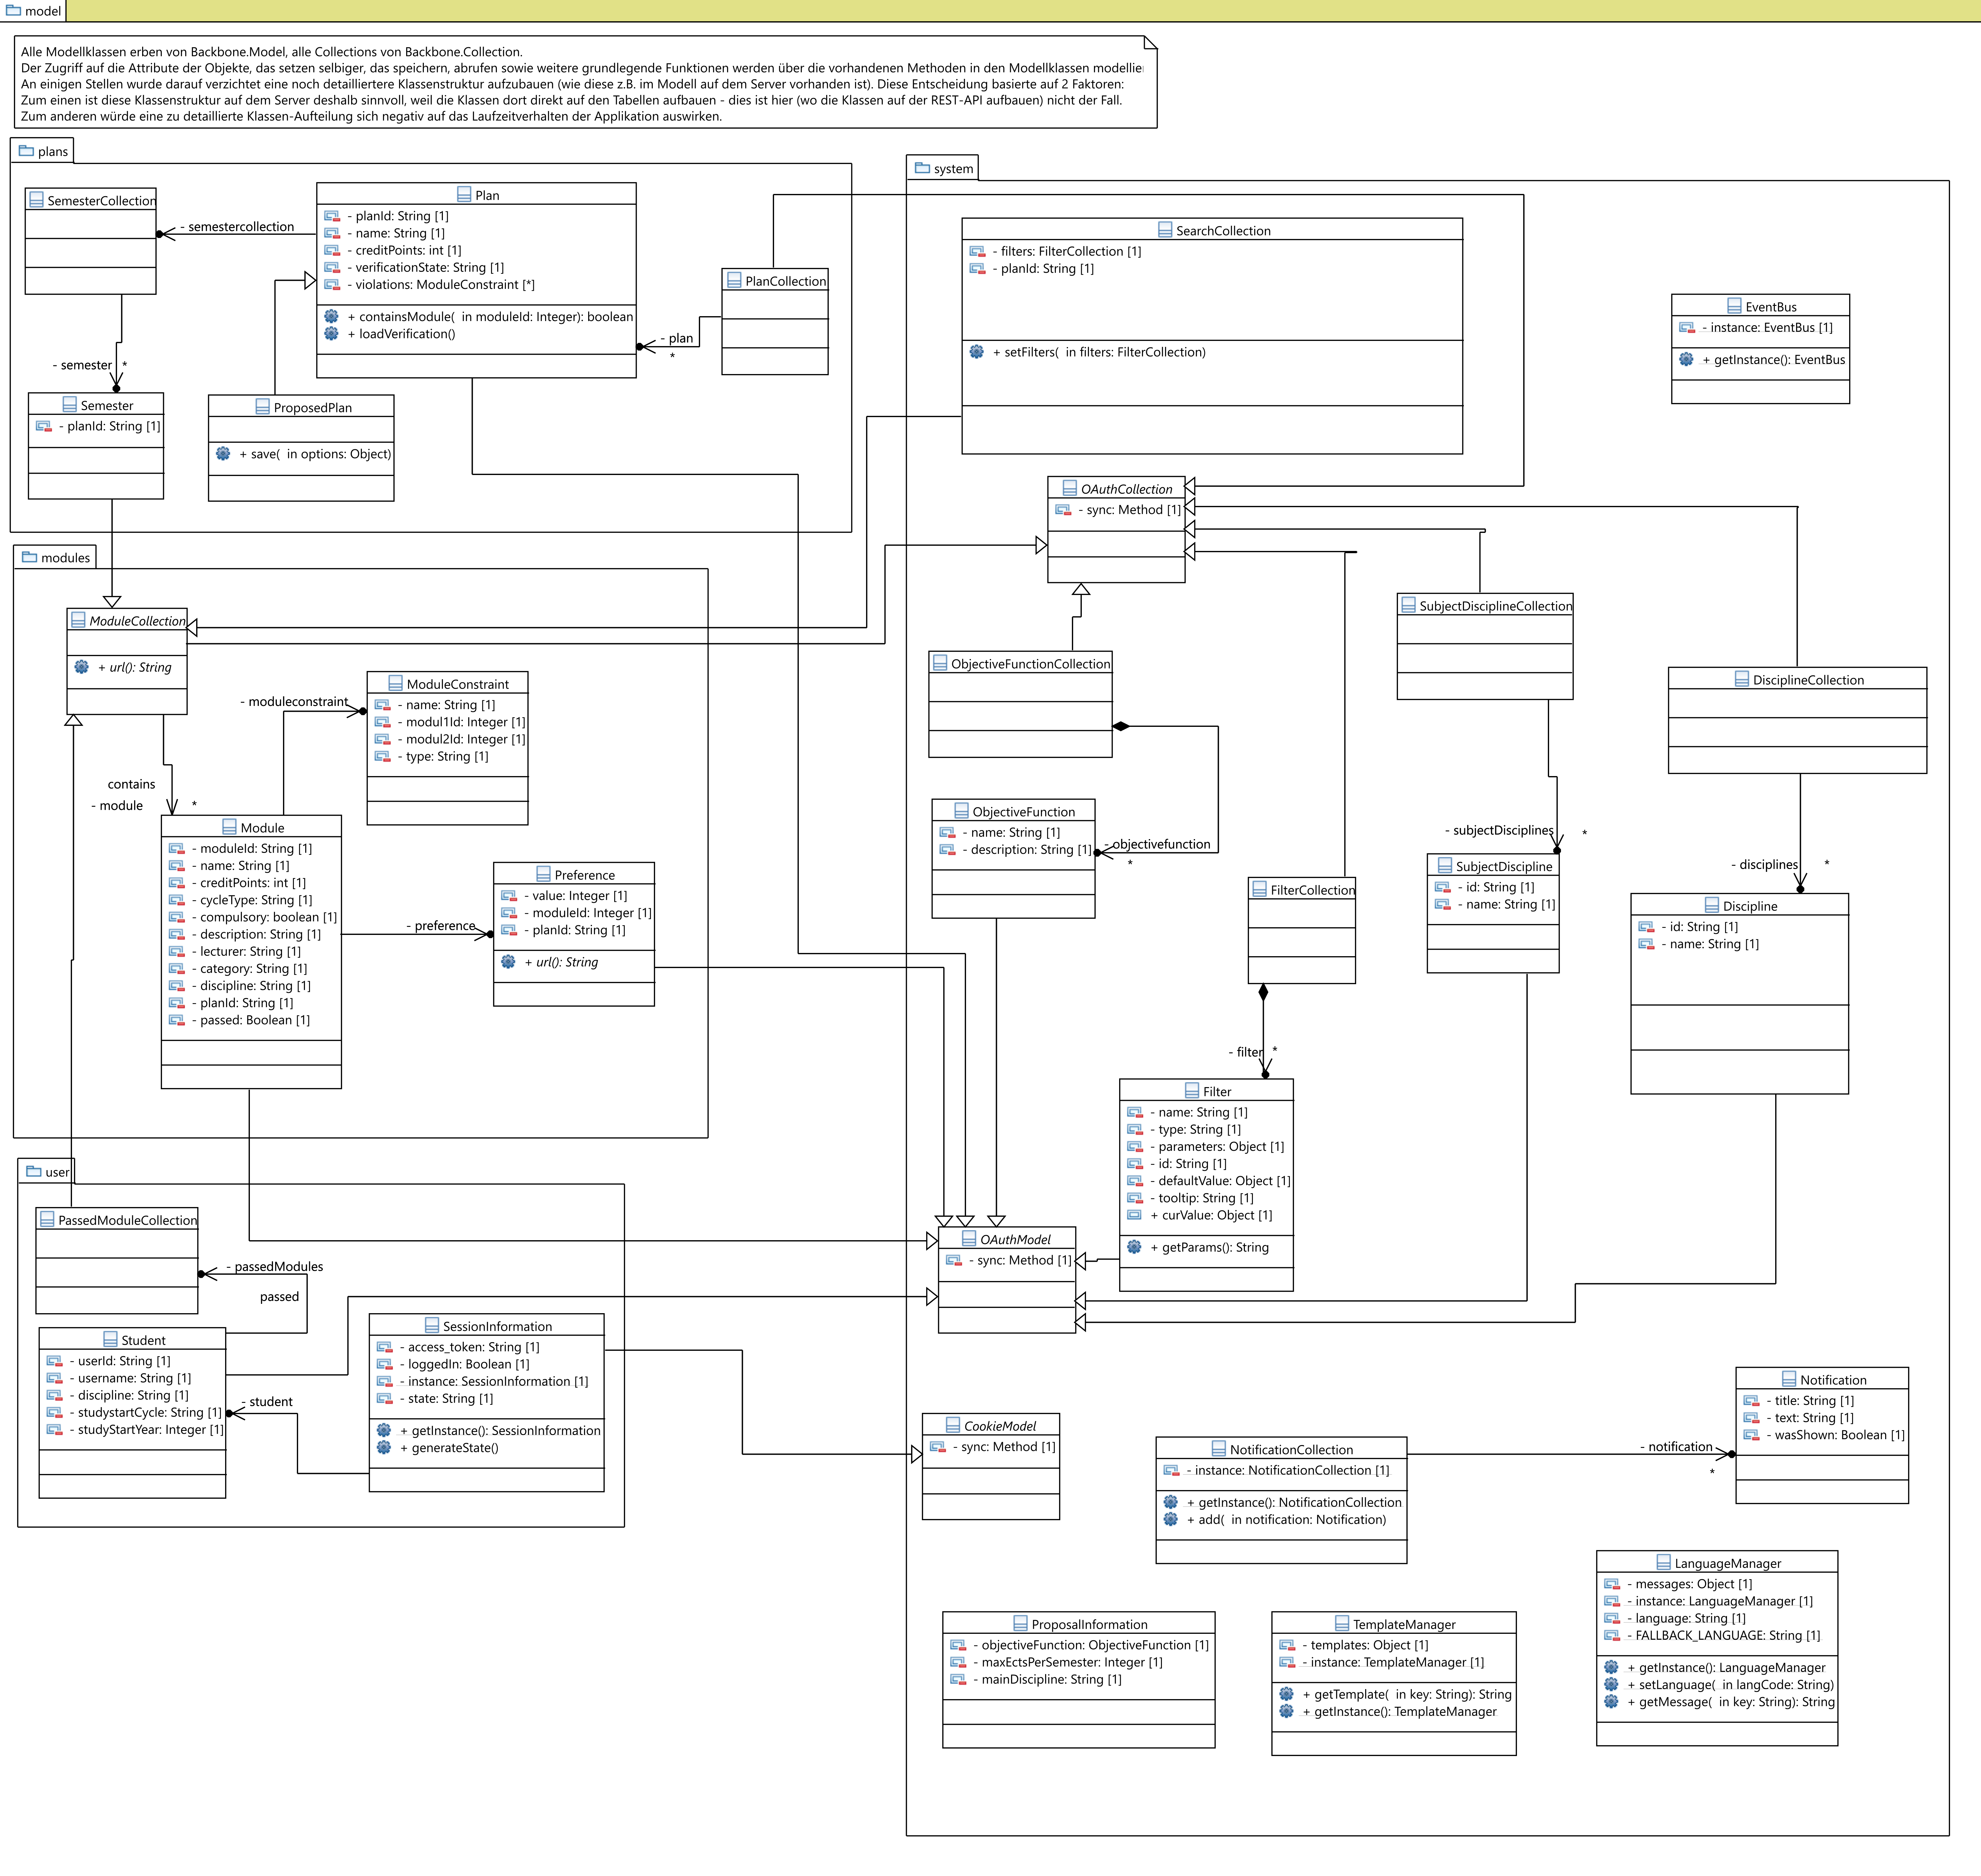 model
Alle Modellklassen erben von Backbone.Model, alle Collections von Backbone.Collection.
Der Zugriff auf die Attribute der Objekte, das setzen selbiger, das speichern, abrufen sowie weitere grundlegende Funktionen werden über die vorhandenen Methoden in den Modellklassen modellie
An einigen Stellen wurde darauf verzichtet eine noch detailliertere Klassenstruktur aufzubauen (wie diese z.B. im Modell auf dem Server vorhanden ist). Diese Entscheidung basierte auf 2 Faktoren:
Zum einen ist diese Klassenstruktur auf dem Server deshalb sinnvoll, weil die Klassen dort direkt auf den Tabellen aufbauen - dies ist hier (wo die Klassen auf der REST-API aufbauen) nicht der Fall.
Zum anderen würde eine zu detaillierte Klassen-Aufteilung sich negativ auf das Laufzeitverhalten der Applikation auswirken.
plans
SemesterCollection
- semestercollection
Plan
- planId: String [1]
- name: String [1]
- creditPoints: int [1]
- verificationState: String [1]
- violations: ModuleConstraint [*]
+ containsModule(  in moduleId: Integer): boolean
+ loadVerification()
PlanCollection
- plan
*
- semester
*
Semester
- planId: String [1]
ProposedPlan
+ save(  in options: Object)
modules
ModuleCollection
+ url(): String
- moduleconstraint
ModuleConstraint
- name: String [1]
- modul1Id: Integer [1]
- modul2Id: Integer [1]
- type: String [1]
contains
- module
*
Module
- moduleId: String [1]
- name: String [1]
- creditPoints: int [1]
- cycleType: String [1]
- compulsory: boolean [1]
- description: String [1]
- lecturer: String [1]
- category: String [1]
- discipline: String [1]
- planId: String [1]
- passed: Boolean [1]
- preference
Preference
- value: Integer [1]
- moduleId: Integer [1]
- planId: String [1]
+ url(): String
user
PassedModuleCollection
- passedModules
passed
Student
- userId: String [1]
- username: String [1]
- discipline: String [1]
- studystartCycle: String [1]
- studyStartYear: Integer [1]
- student
SessionInformation
- access_token: String [1]
- loggedIn: Boolean [1]
- instance: SessionInformation [1]
- state: String [1]
+ getInstance(): SessionInformation
+ generateState()
system
SearchCollection
- filters: FilterCollection [1]
- planId: String [1]
+ setFilters(  in filters: FilterCollection)
EventBus
- instance: EventBus [1]
+ getInstance(): EventBus
OAuthCollection
- sync: Method [1]
SubjectDisciplineCollection
ObjectiveFunctionCollection
DisciplineCollection
ObjectiveFunction
- name: String [1]
- description: String [1]
- objectivefunction
*
- subjectDisciplines
*
- disciplines
*
FilterCollection
SubjectDiscipline
- id: String [1]
- name: String [1]
Discipline
- id: String [1]
- name: String [1]
- filter
*
Filter
- name: String [1]
- type: String [1]
- parameters: Object [1]
- id: String [1]
- defaultValue: Object [1]
- tooltip: String [1]
+ curValue: Object [1]
+ getParams(): String
OAuthModel
- sync: Method [1]
CookieModel
- sync: Method [1]
NotificationCollection
- instance: NotificationCollection [1]
+ getInstance(): NotificationCollection
+ add(  in notification: Notification)
- notification
*
Notification
- title: String [1]
- text: String [1]
- wasShown: Boolean [1]
LanguageManager
- messages: Object [1]
- instance: LanguageManager [1]
- language: String [1]
- FALLBACK_LANGUAGE: String [1]
+ getInstance(): LanguageManager
+ setLanguage(  in langCode: String)
+ getMessage(  in key: String): String
ProposalInformation
- objectiveFunction: ObjectiveFunction [1]
- maxEctsPerSemester: Integer [1]
- mainDiscipline: String [1]
TemplateManager
- templates: Object [1]
- instance: TemplateManager [1]
+ getTemplate(  in key: String): String
+ getInstance(): TemplateManager